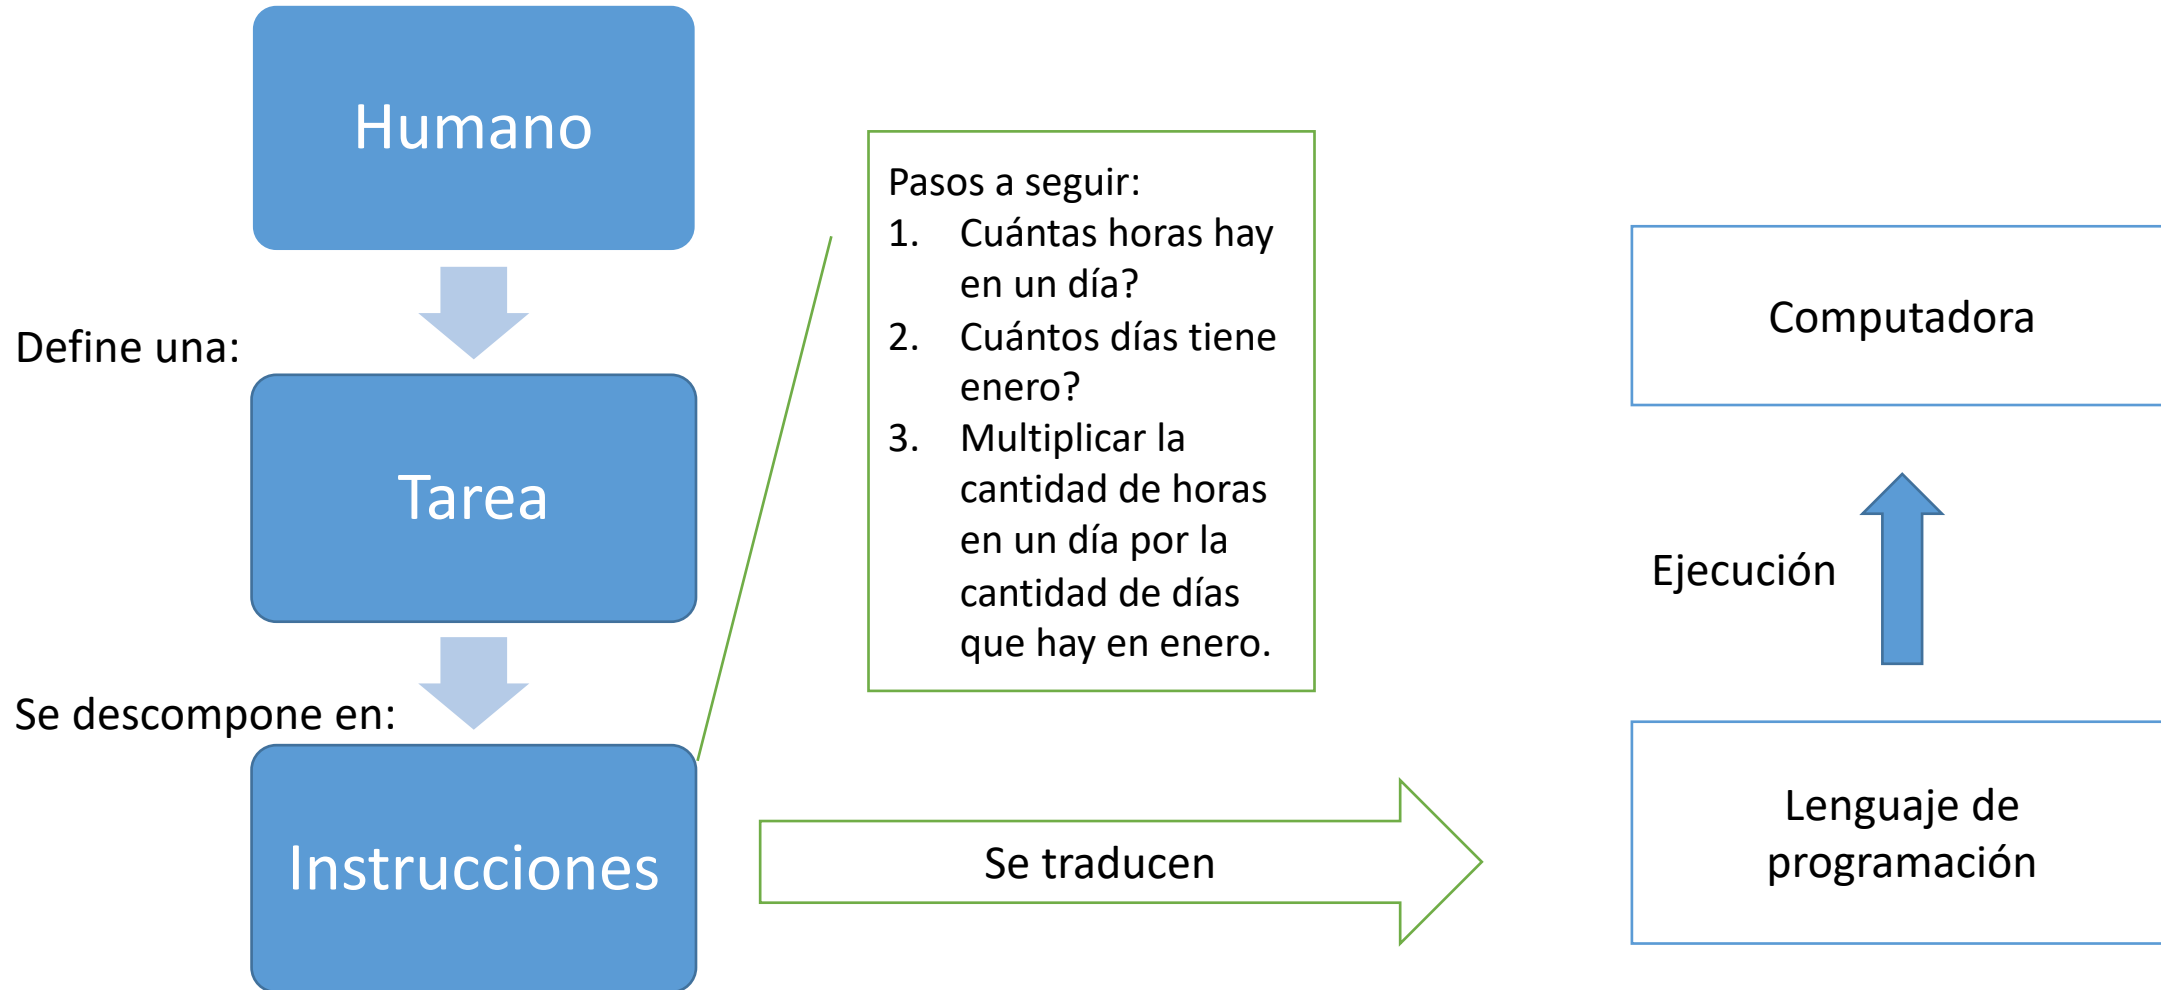 Humano
Define una:
Tarea
Se descompone en:
Instrucciones
Pasos a seguir:
1. Cuántas horas hay
en un día?
2. Cuántos días tiene
enero?
3. Multiplicar la
cantidad de horas
en un día por la
cantidad de días
que hay en enero.
Se traducen
Computadora
Ejecución
Lenguaje de
programación